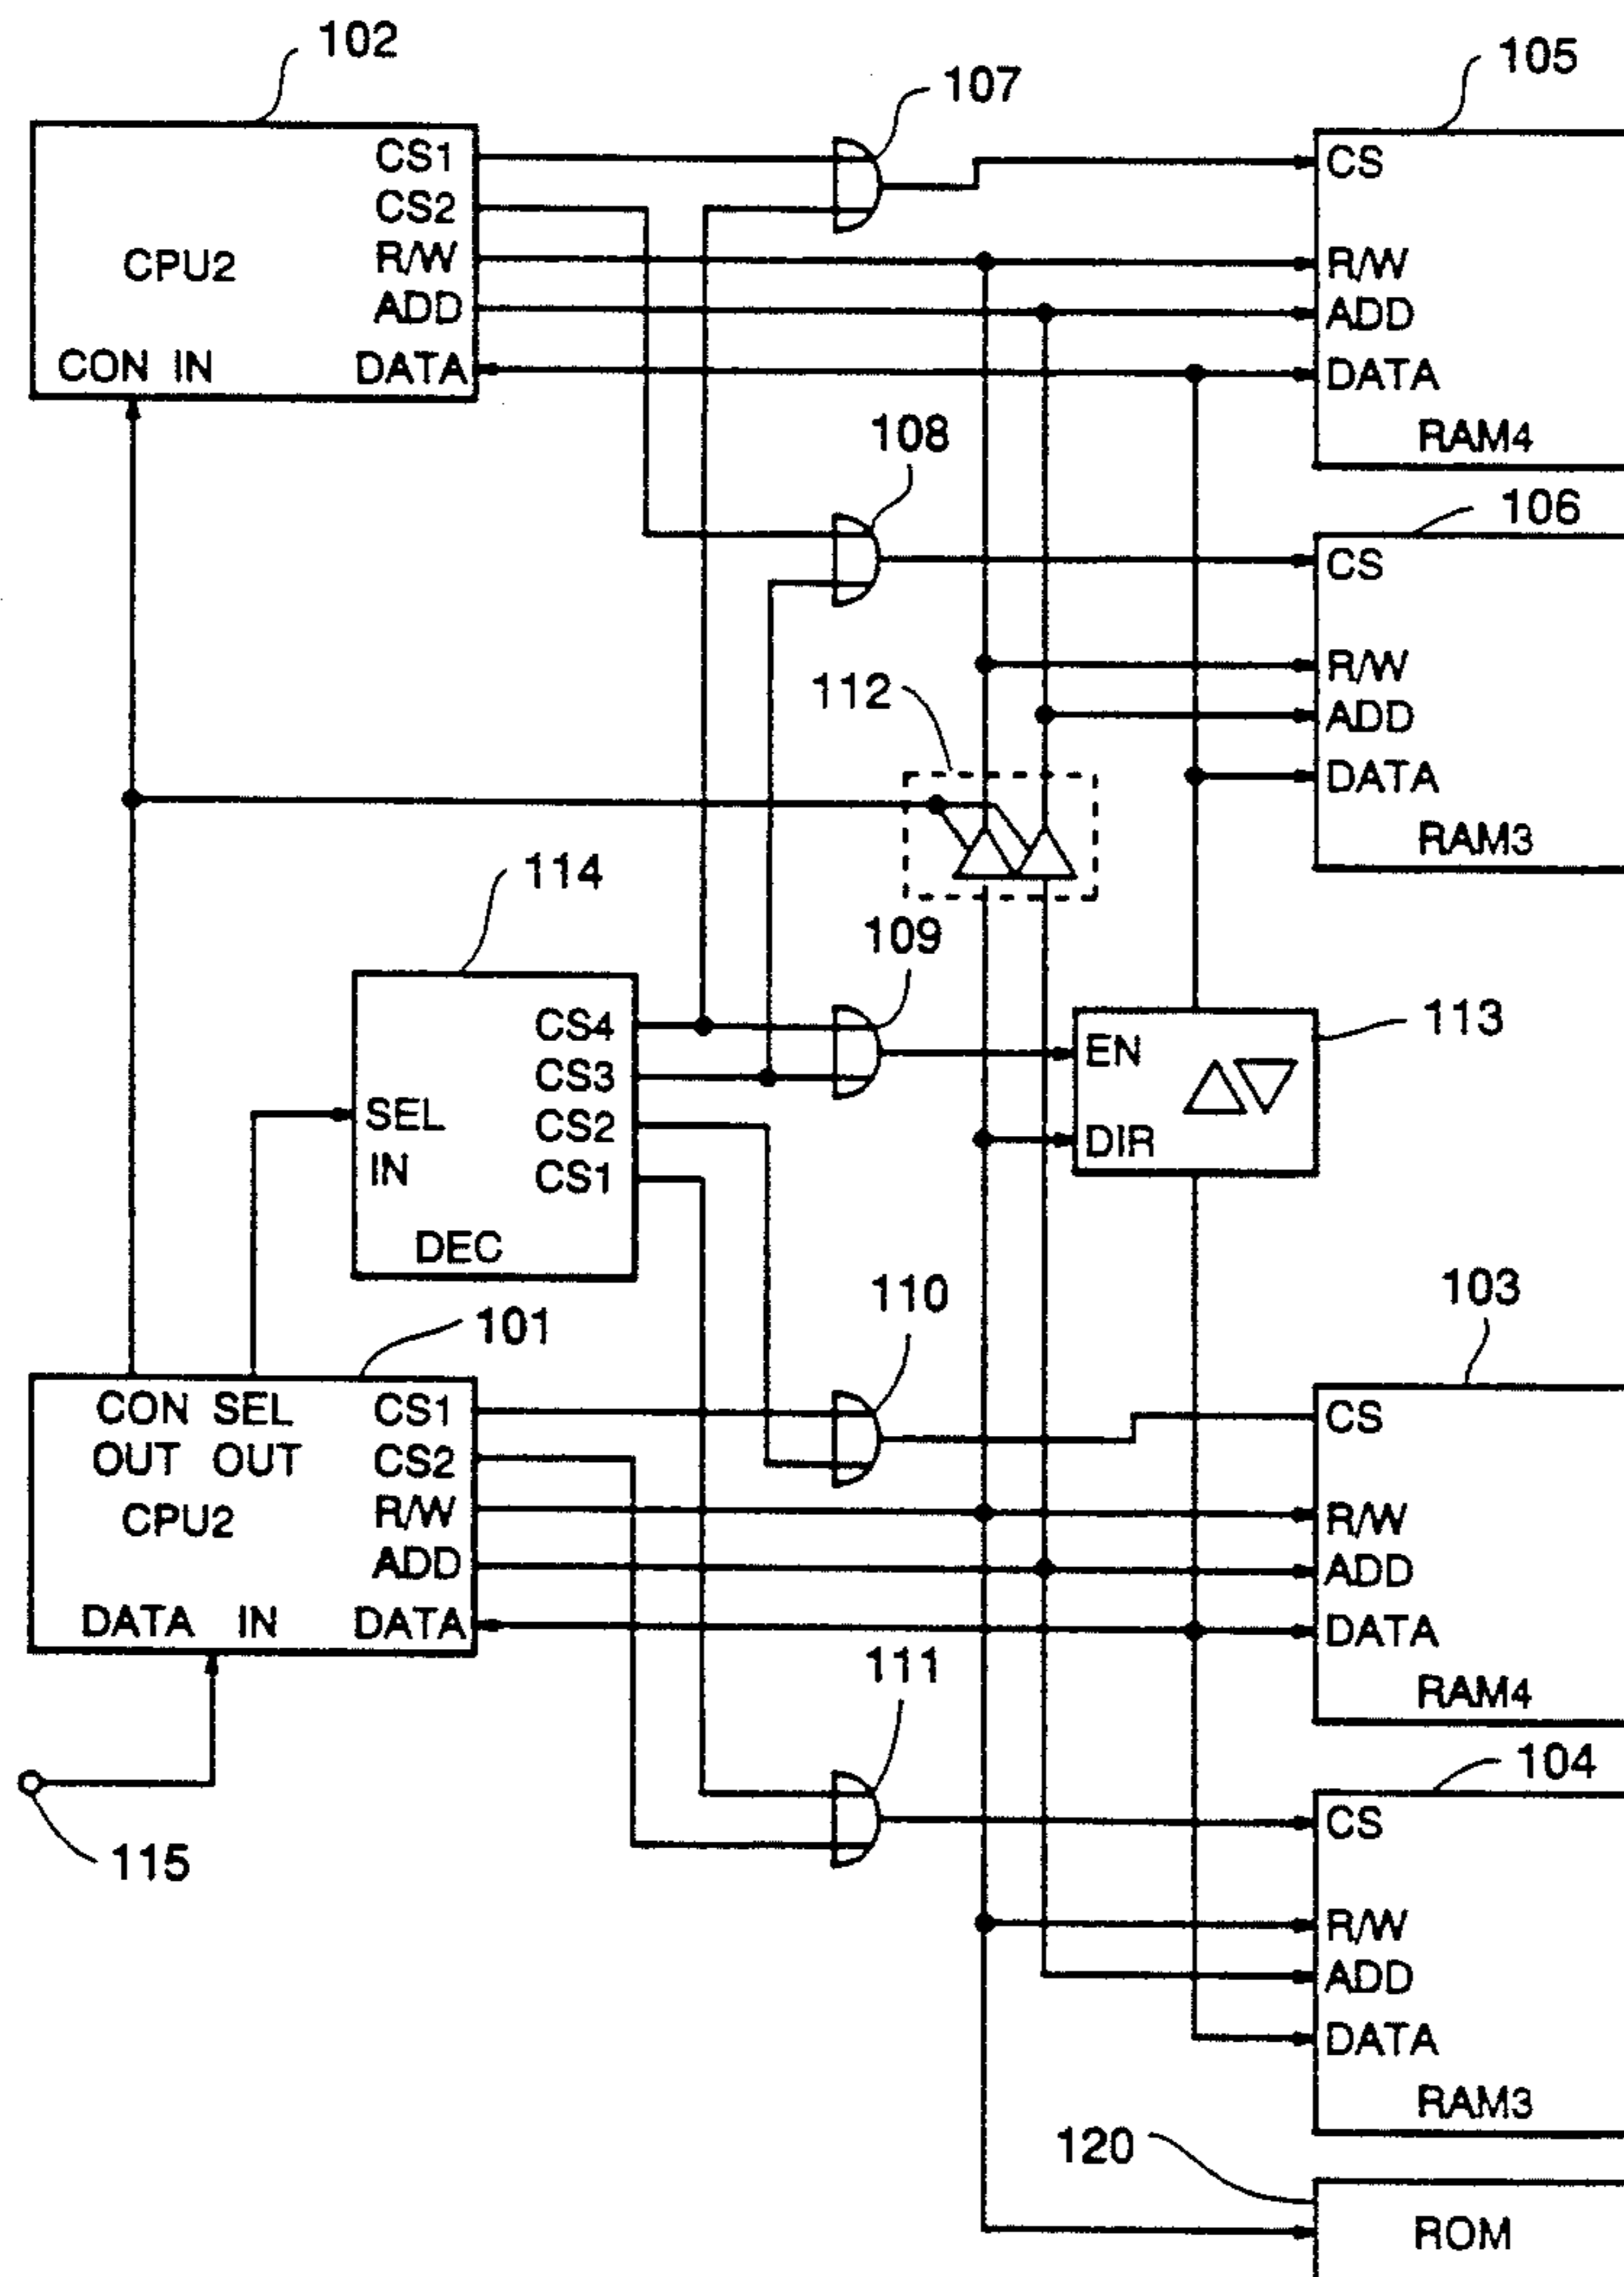 102
107
105
CS1
CS2
CPU2
R/W
ADD
CON IN
DATA
CS
R/W
ADD
DATA
RAM4
108
106
CS
R/W
ADD
DATA
RAM3
112
114
109
CS4
CS3
SEL
CS2
IN
CS1
DEC
EN
DIR
113
101
110
103
CON SEL
OUT OUT
CPU2
CS1
CS2
R/W
ADD
DATA IN
DATA
CS
R/W
ADD
DATA
RAM4
111
104
115
CS
R/W
ADD
DATA
RAM3
120
ROM